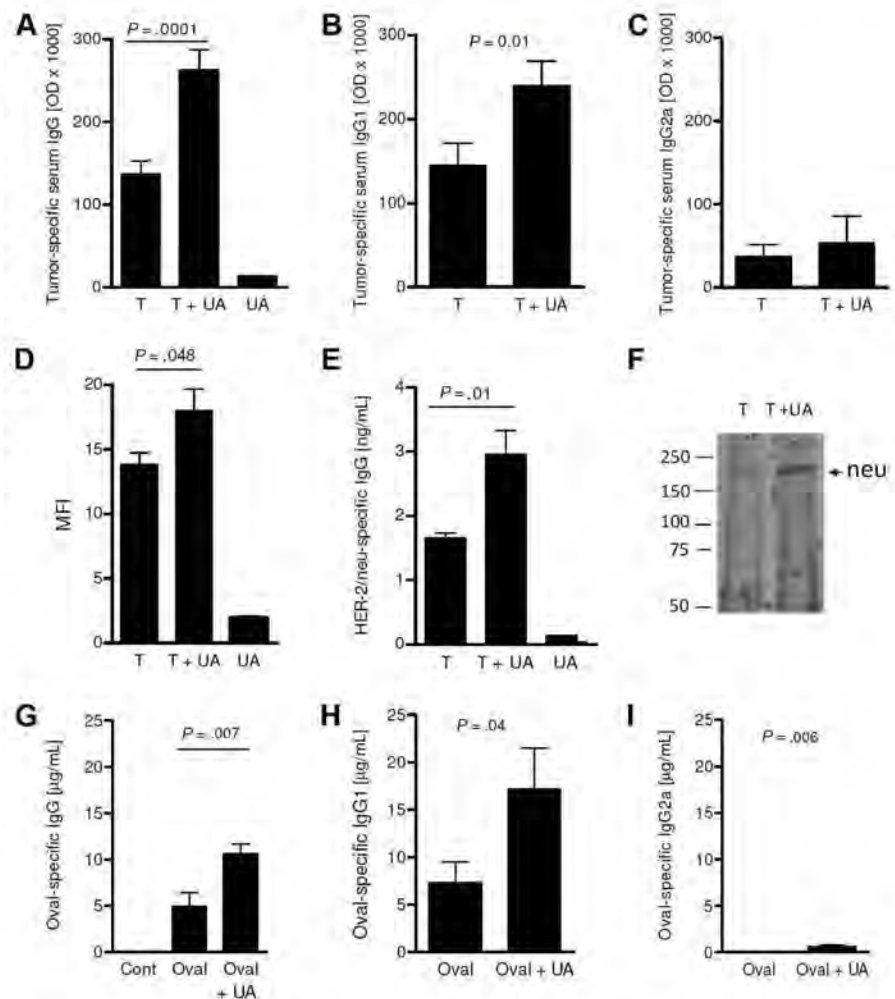 A
P = .0001
Tumor-specific serum IgG [OD x 1000]
300
200
100
0
T
T + UA
UA
B
P = 0.01
Tumor-specific serum IgG1 [OD x 1000]
300
200
100
0
T
T + UA
C
Tumor-specific serum IgG2a [OD x 1000]
300
200
100
0
T
T + UA
D
P = .048
MFI
20
15
10
5
0
T
T + UA
UA
E
P = .01
HER-2/neu-specific IgG [ng/mL]
4
3
2
1
0
T
T + UA
UA
F
T T +UA
250
150
100
75
50
neu
G
P = .007
Oval-specific IgG [µg/mL]
25
20
15
10
5
0
Cont
Oval
Oval
+ UA
H
P = .04
Oval-specific IgG1 [µg/mL]
25
20
15
10
5
0
Oval
Oval + UA
I
P = .006
Oval-specific IgG2a [µg/mL]
25
20
15
10
5
0
Oval
Oval + UA